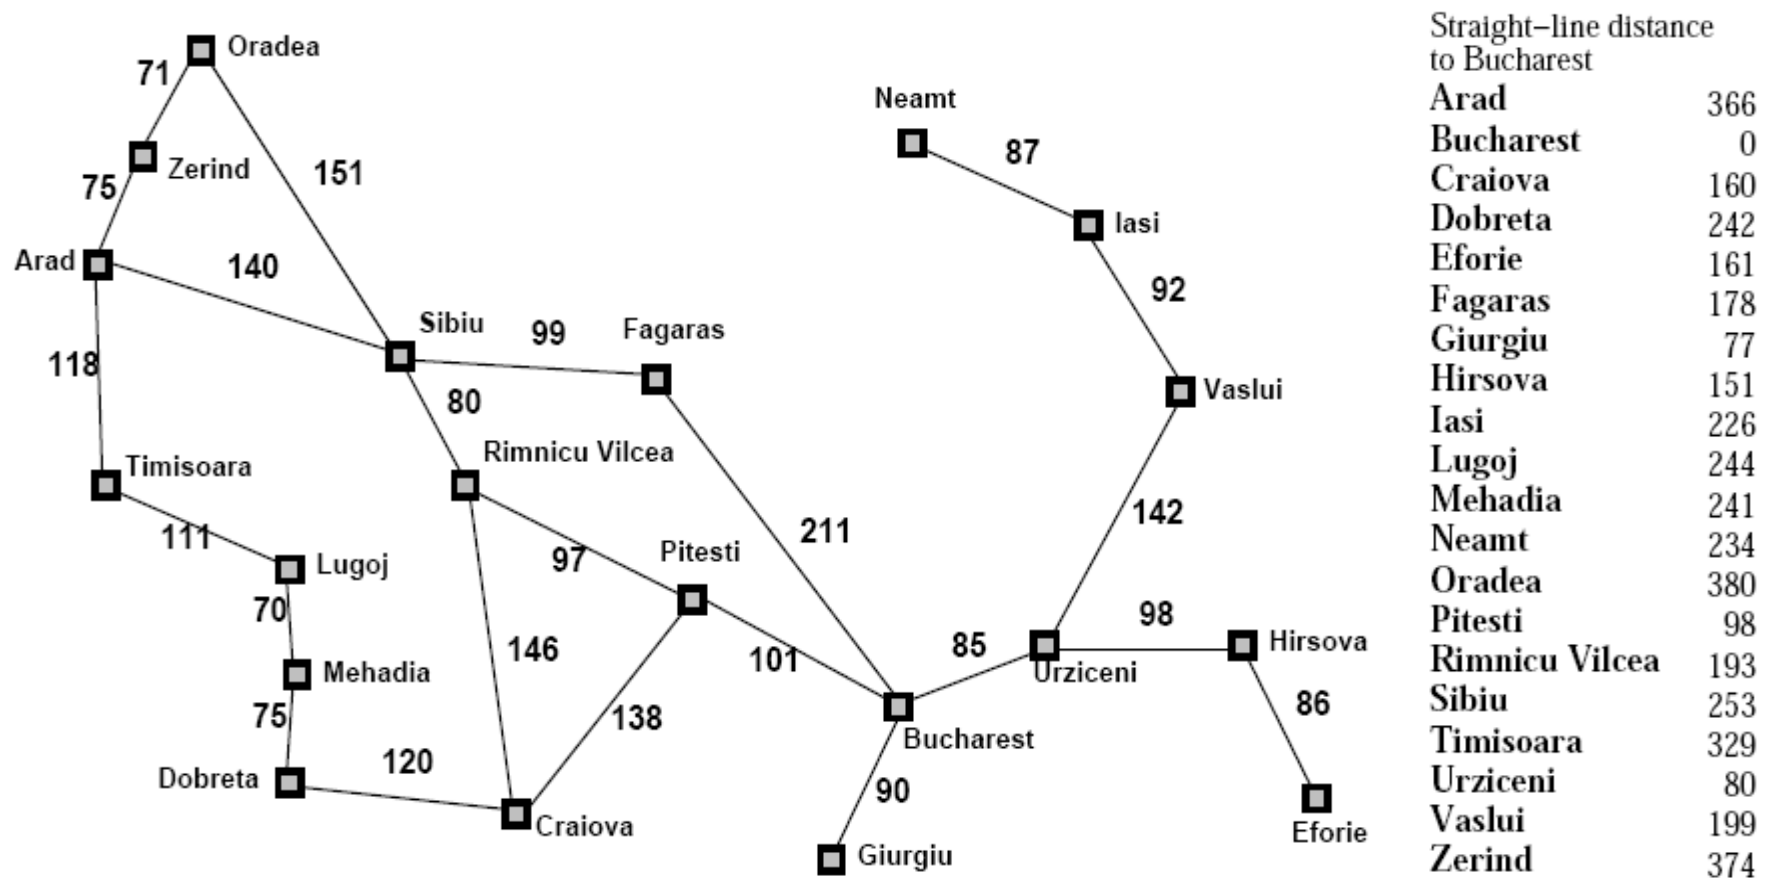 Oradea
71
Neamt
87
Zerind
151
75
Iasi
Arad
140
92
Sibiu
99
Fagaras
118
80
Vaslui
Rimnicu Vilcea
Timisoara
211
142
111
97
Pitesti
Lugoj
70
146
98
85
Hirsova
101
Urziceni
Mehadia
75
138
86
Bucharest
120
Dobreta
90
Craiova
Eforie
Giurgiu
Straight–line distance
to Bucharest
Arad 366
Bucharest 0
Craiova 160
Dobreta 242
Eforie 161
Fagaras 178
Giurgiu 77
Hirsova 151
Iasi 226
Lugoj 244
Mehadia 241
Neamt 234
Oradea 380
Pitesti 98
Rimnicu Vilcea 193
Sibiu 253
Timisoara 329
Urziceni 80
Vaslui 199
Zerind 374